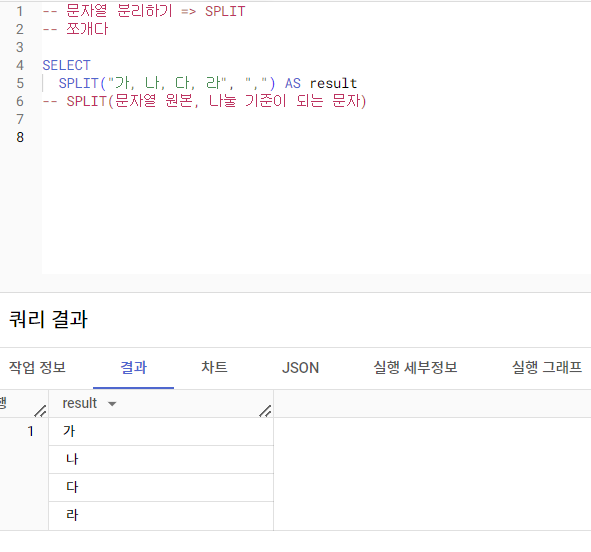 1 -- 문자열 분리하기 => SPLIT
2 -- 쪼개다
3
4 SELECT
5 SPLIT("가, 나, 다, 라", ",") AS result
6 -- SPLIT(문자열 원본, 나눌 기준이 되는 문자)
7
8
쿼리 결과
작업 정보 결과 차트 JSON 실행 세부정보 실행 그래프
행 result
1 가
나
다
라